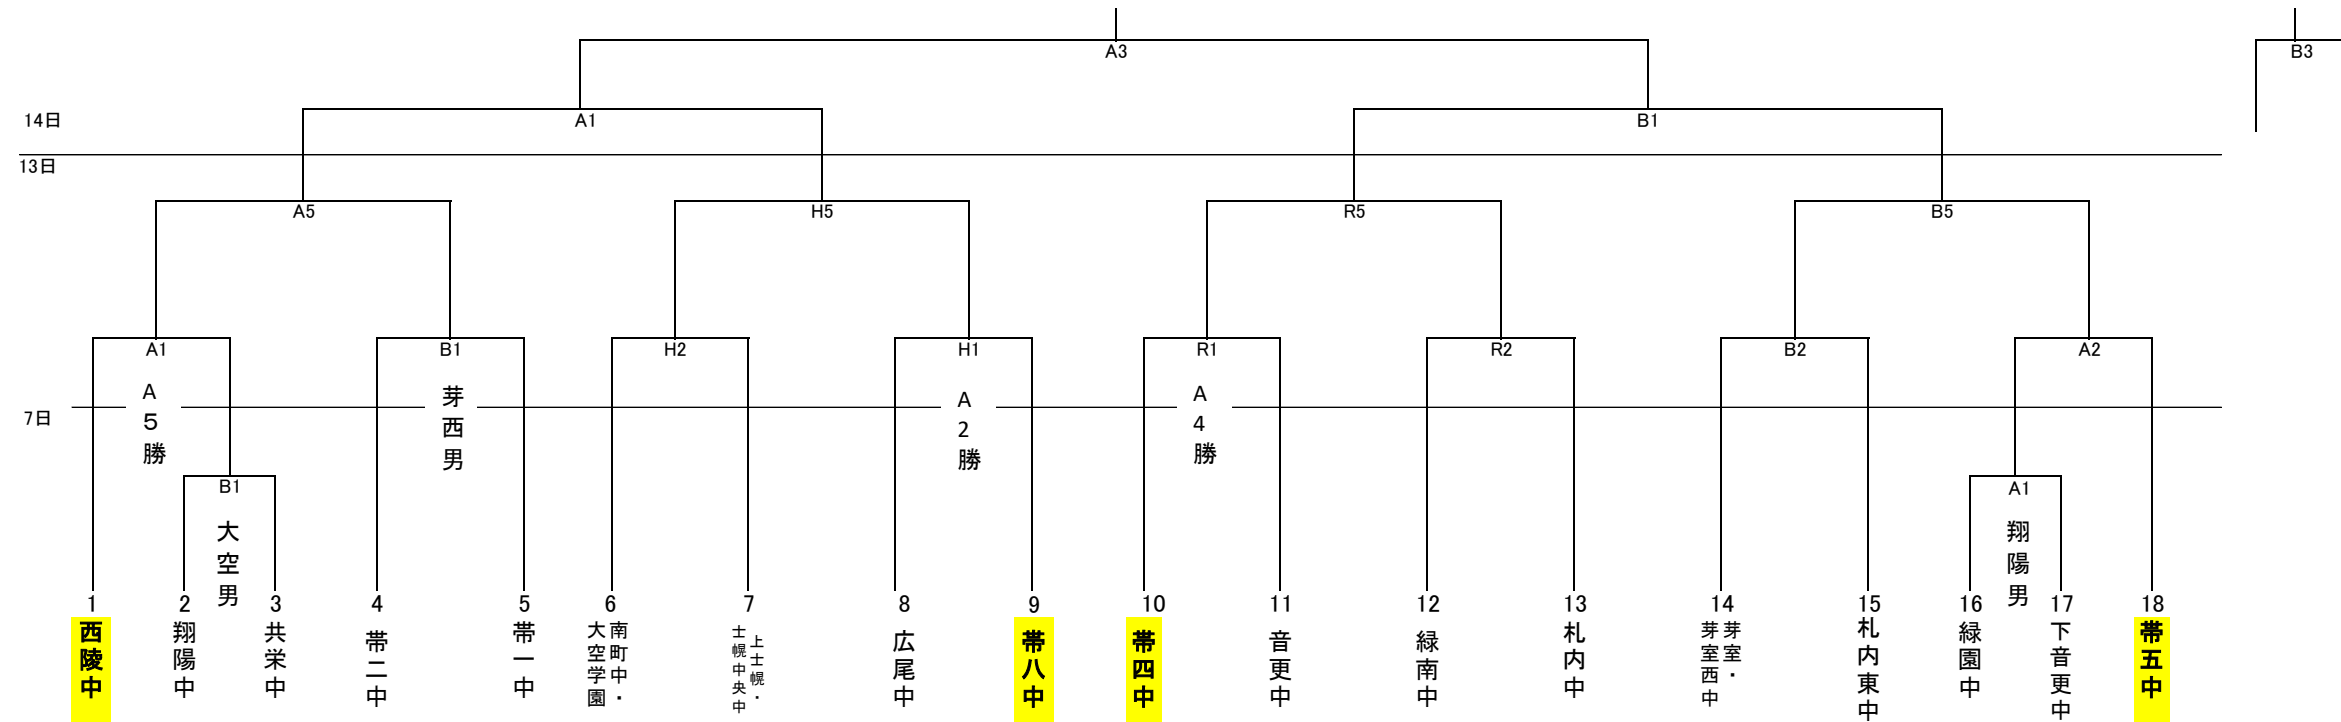 A3
B3
14日
A1
B1
13日
A5
H5
R5
B5
A1
B1
H2
H1
R1
R2
B2
A2
A5勝
芽西男
A2勝
A4勝
7日
B1
A1
大空男
翔陽男
1
2
3
4
5
6
7
8
9
10
11
12
13
14
15
16
17
18
西陵中
翔陽中
共栄中
帯二中
帯一中
南町中・
大空学園
上士幌・
士幌中央中
広尾中
帯八中
帯四中
音更中
緑南中
札内中
芽室・
芽室西中
札内東中
緑園中
下音更中
帯五中